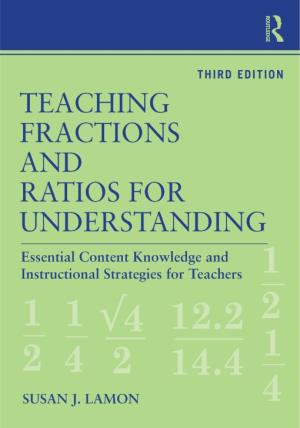 ROUTLEDGE
THIRD EDITION
TEACHING
FRACTIONS
AND
RATIOS FOR
UNDERSTANDING
Essential Content Knowledge and
Instructional Strategies for Teachers
1/2
1/2 1/4 √4/2 12.2/14.4
1/4
SUSAN J. LAMON